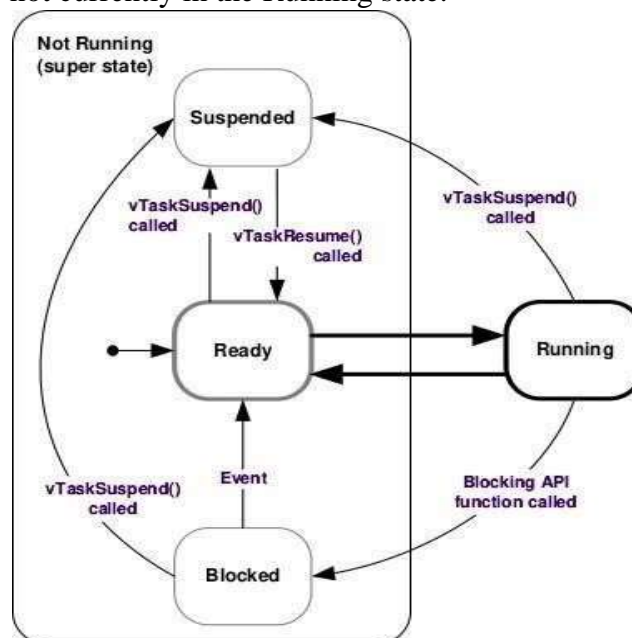 not currently in the Running state.
Not Running
(super state)
Suspended
vTaskSuspend()
called
vTaskResume()
called
vTaskSuspend()
called
Ready
Running
Event
vTaskSuspend()
called
Blocking API
function called
Blocked